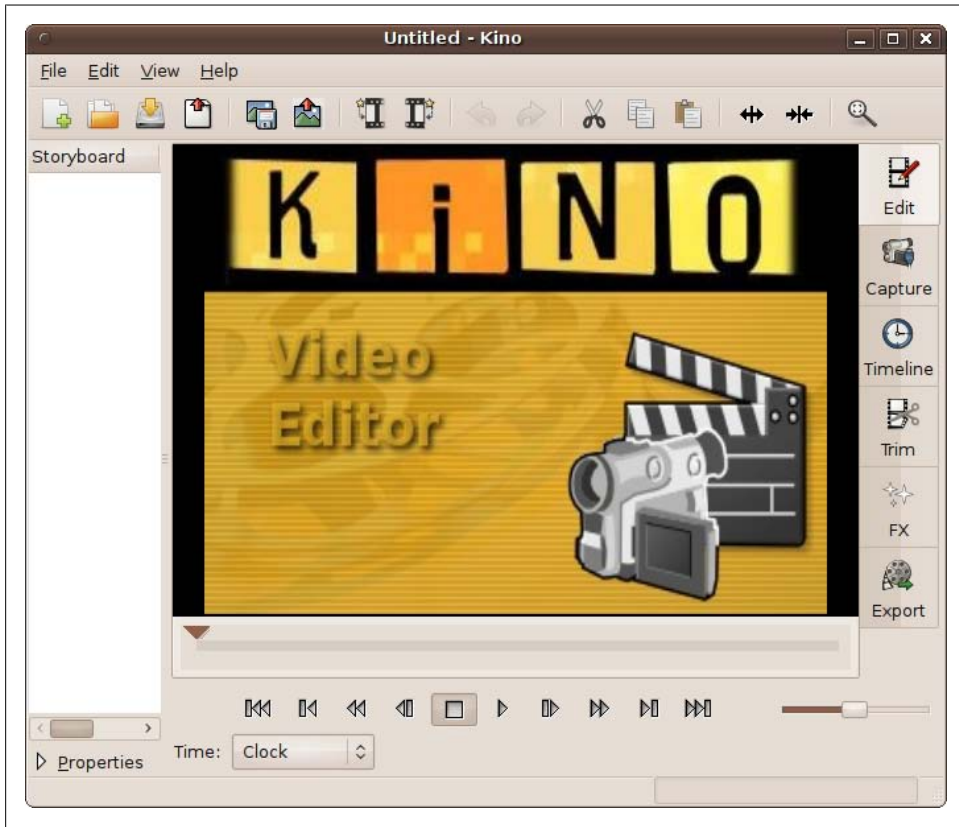 Untitled - Kino
File Edit View Help
Storyboard
KiNO
Video
Editor
Edit
Capture
Timeline
Trim
FX
Export
Time: Clock
Properties